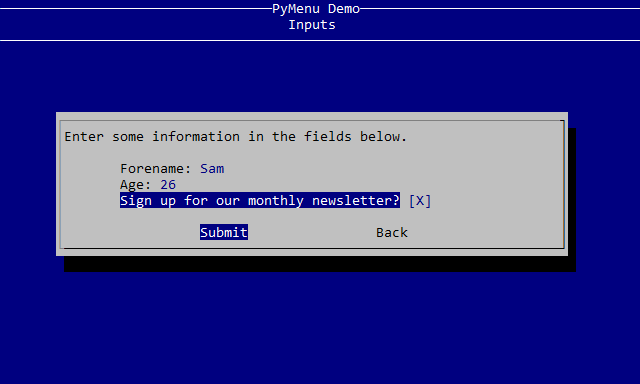 PyMenu Demo
Inputs
Enter some information in the fields below.
Forename: Sam
Age: 26
Sign up for our monthly newsletter? [X]
Submit Back